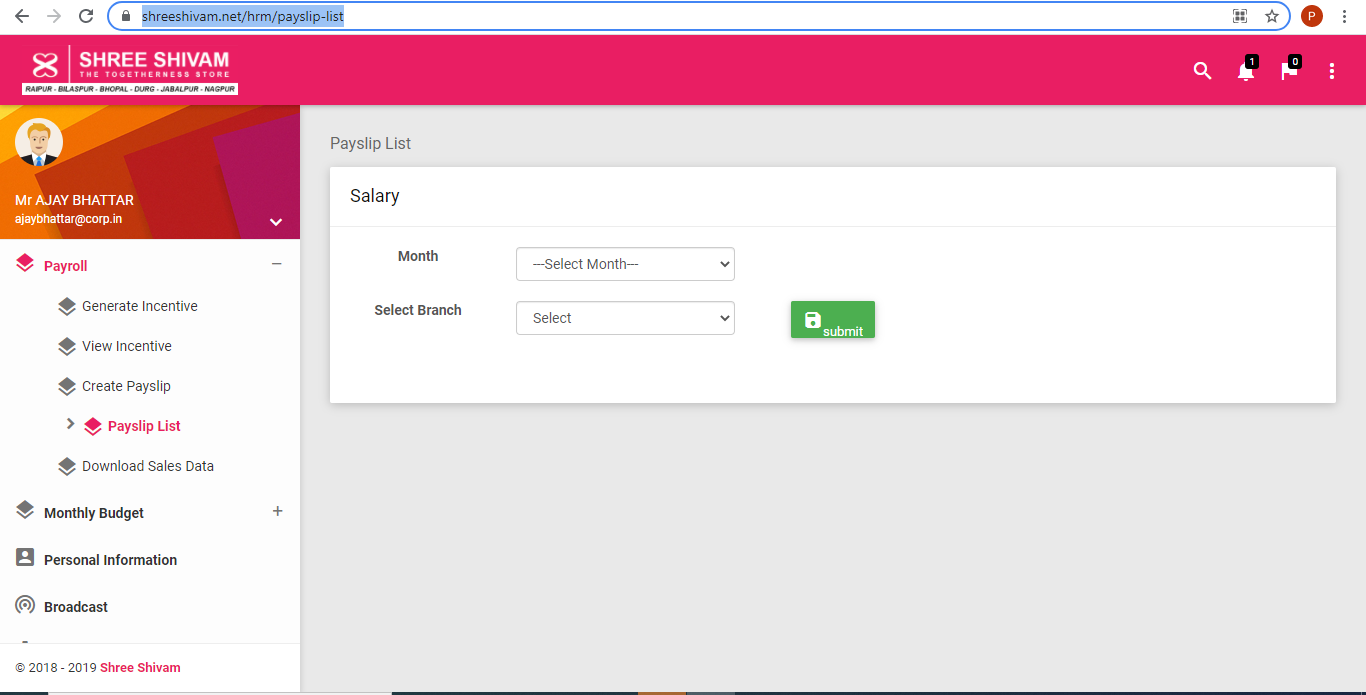 shreeshivam.net/hrm/payslip-list
P
SHREE SHIVAM
THE TOGETHERNESS STORE
RAIPUR - BILASPUR - BHOPAL - DURG - JABALPUR - NAGPUR
1
0
Mr AJAY BHATTAR
ajaybhattar@corp.in
Payroll
Generate Incentive
View Incentive
Create Payslip
Payslip List
Download Sales Data
Monthly Budget
Personal Information
Broadcast
© 2018 - 2019 Shree Shivam
Payslip List
Salary
Month
---Select Month---
Select Branch
Select
submit